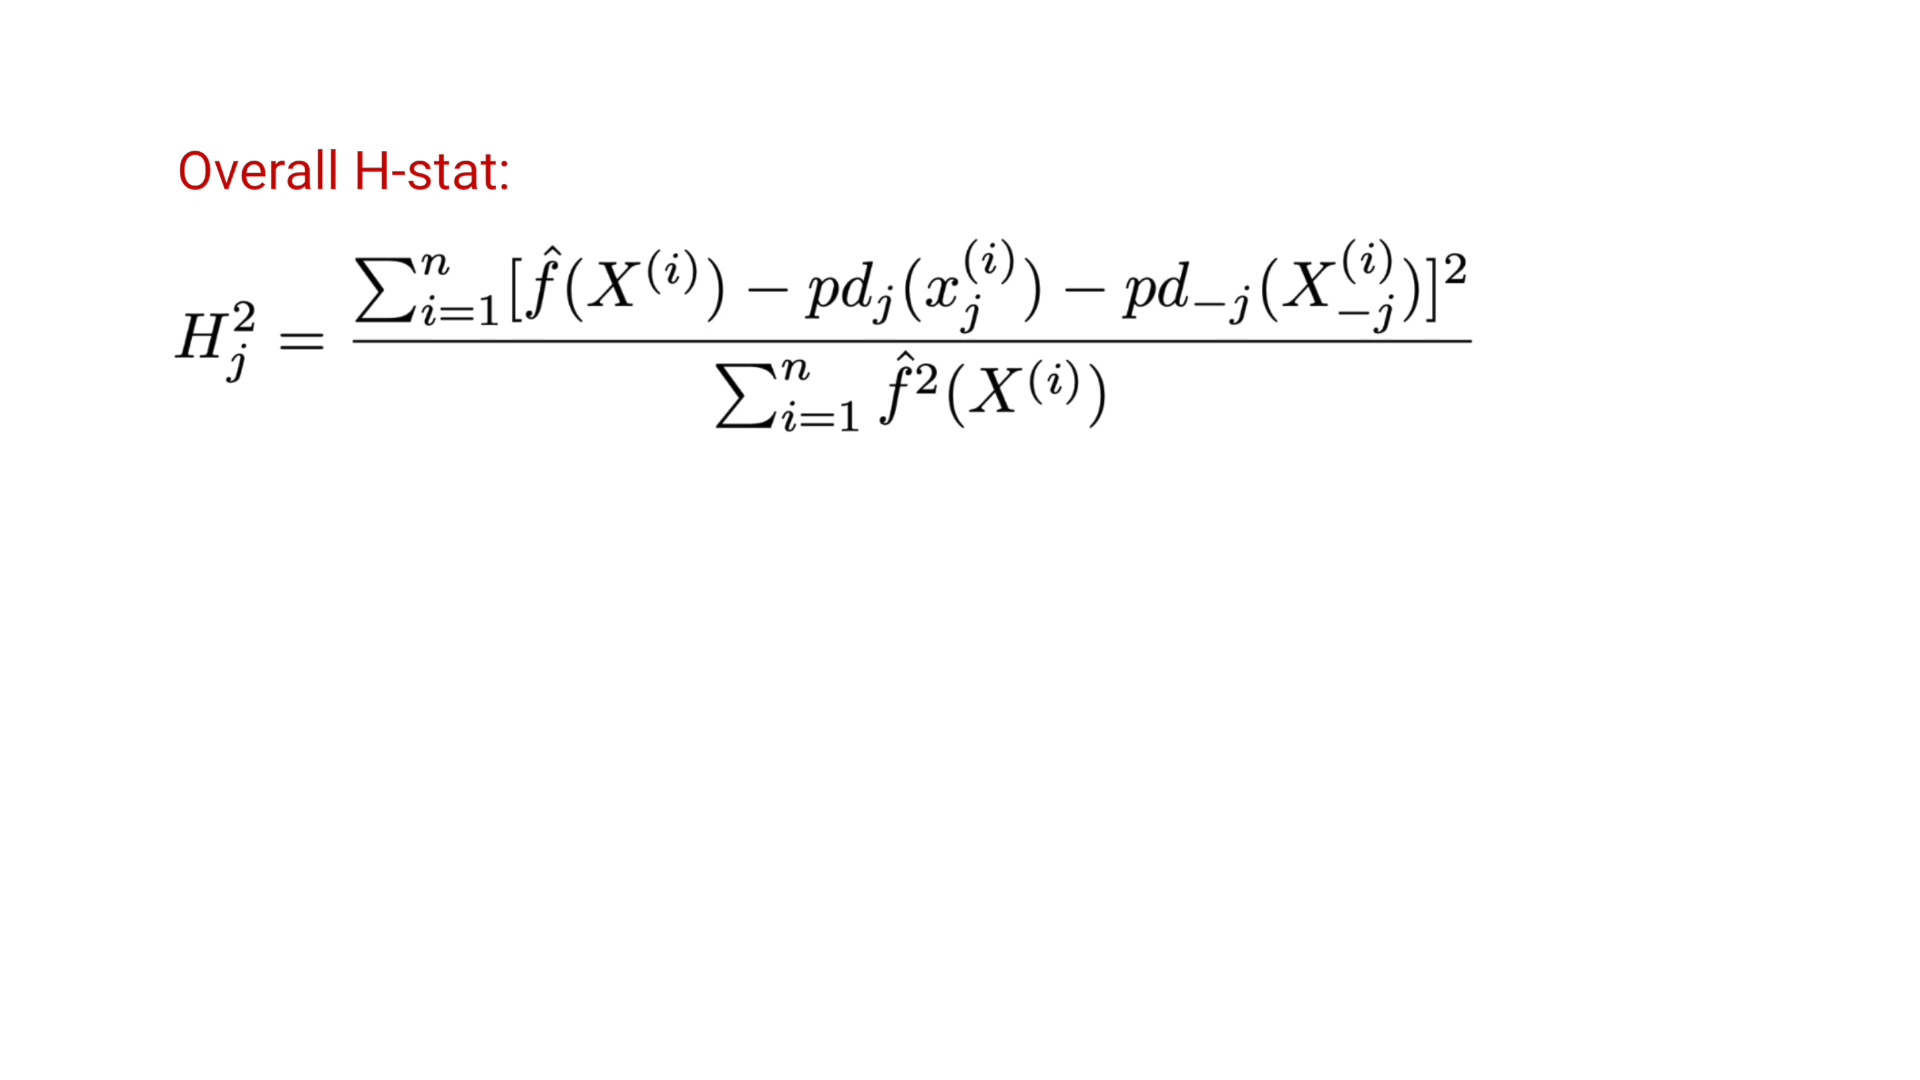 Overall H-stat:
$H_j^2 = \frac{\sum_{i=1}^{n}[\hat{f}(X^{(i)}) - pd_j(x_j^{(i)}) - pd_{-j}(X_{-j}^{(i)})]^2}{\sum_{i=1}^{n}\hat{f}^2(X^{(i)})}$